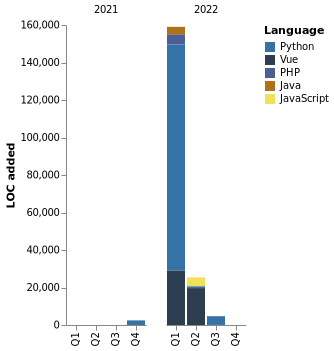 2021
2022
LOC added
160,000
140,000
120,000
100,000
80,000
60,000
40,000
20,000
0
Q1
Q2
Q3
Q4
Q1
Q2
Q3
Q4
Language
Python
Vue
PHP
Java
JavaScript